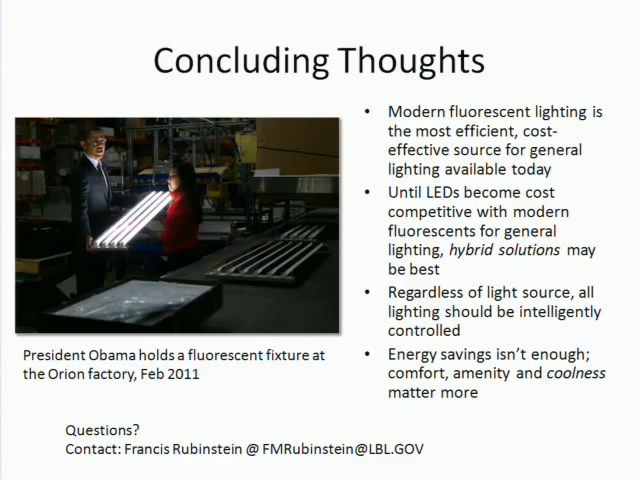 Concluding Thoughts
• Modern fluorescent lighting is
the most efficient, cost-
effective source for general
lighting available today
• Until LEDs become cost
competitive with modern
fluorescents for general
lighting, hybrid solutions may
be best
• Regardless of light source, all
lighting should be intelligently
controlled
• Energy savings isn't enough;
comfort, amenity and coolness
matter more
President Obama holds a fluorescent fixture at
the Orion factory, Feb 2011
Questions?
Contact: Francis Rubinstein @ FMRubinstein@LBL.GOV